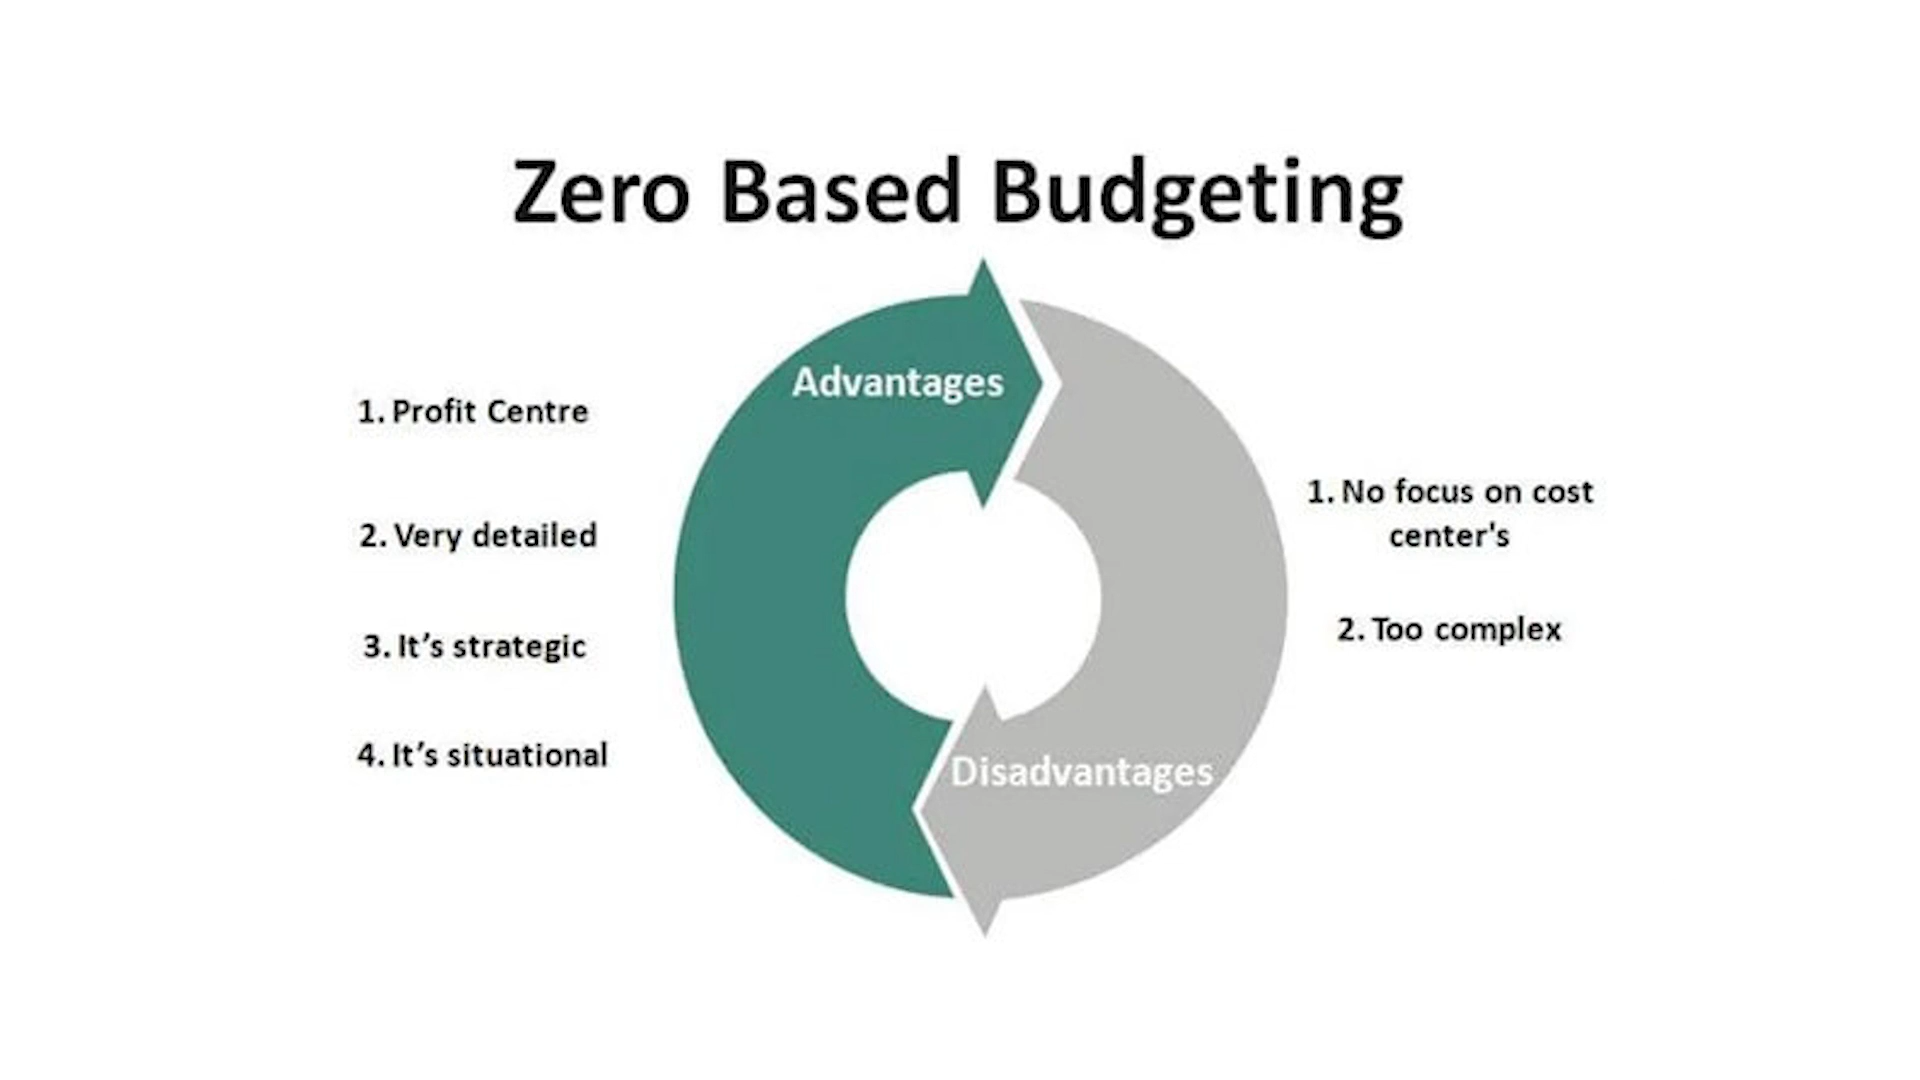 Zero Based Budgeting
Advantages
1. Profit Centre
2. Very detailed
3. It’s strategic
4. It’s situational
Disadvantages
1. No focus on cost
center's
2. Too complex